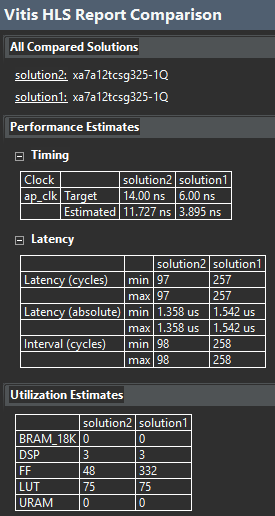 Vitis HLS Report Comparison
All Compared Solutions
solution2: xa7a12tcsg325-1Q
solution1: xa7a12tcsg325-1Q
Performance Estimates
Timing
Clock solution2 solution1
ap_clk Target 14.00 ns 6.00 ns
Estimated 11.727 ns 3.895 ns
Latency
solution2 solution1
Latency (cycles) min 97 257
max 97 257
Latency (absolute) min 1.358 us 1.542 us
max 1.358 us 1.542 us
Interval (cycles) min 98 258
max 98 258
Utilization Estimates
solution2 solution1
BRAM_18K 0 0
DSP 3 3
FF 48 332
LUT 75 75
URAM 0 0